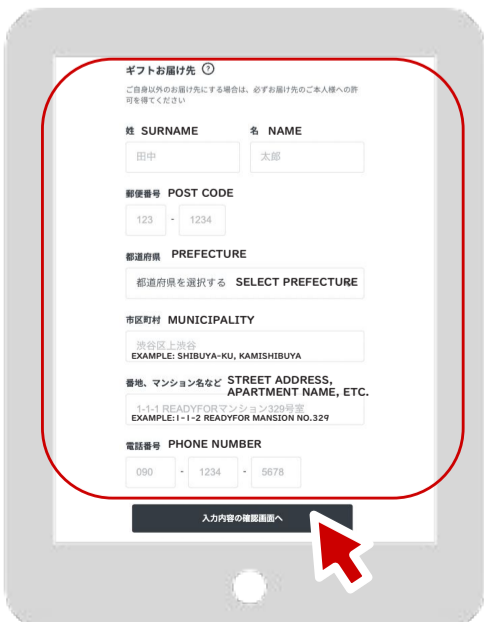 ギフトお届け先 ?
ご自身以外のお届け先にする場合は、必ずお届け先のご本人様への許
可を得てください
姓 SURNAME 名 NAME
田中 太郎
郵便番号 POST CODE
123 - 1234
都道府県 PREFECTURE
都道府県を選択する SELECT PREFECTURE
市区町村 MUNICIPALITY
渋谷区上渋谷
EXAMPLE: SHIBUYA-KU, KAMISHIBUYA
番地、マンション名など STREET ADDRESS,
APARTMENT NAME, ETC.
1-1-1 READYFORマンション329号室
EXAMPLE:1-1-2 READYFOR MANSION NO.329
電話番号 PHONE NUMBER
090 - 1234 - 5678
入力内容の確認画面へ